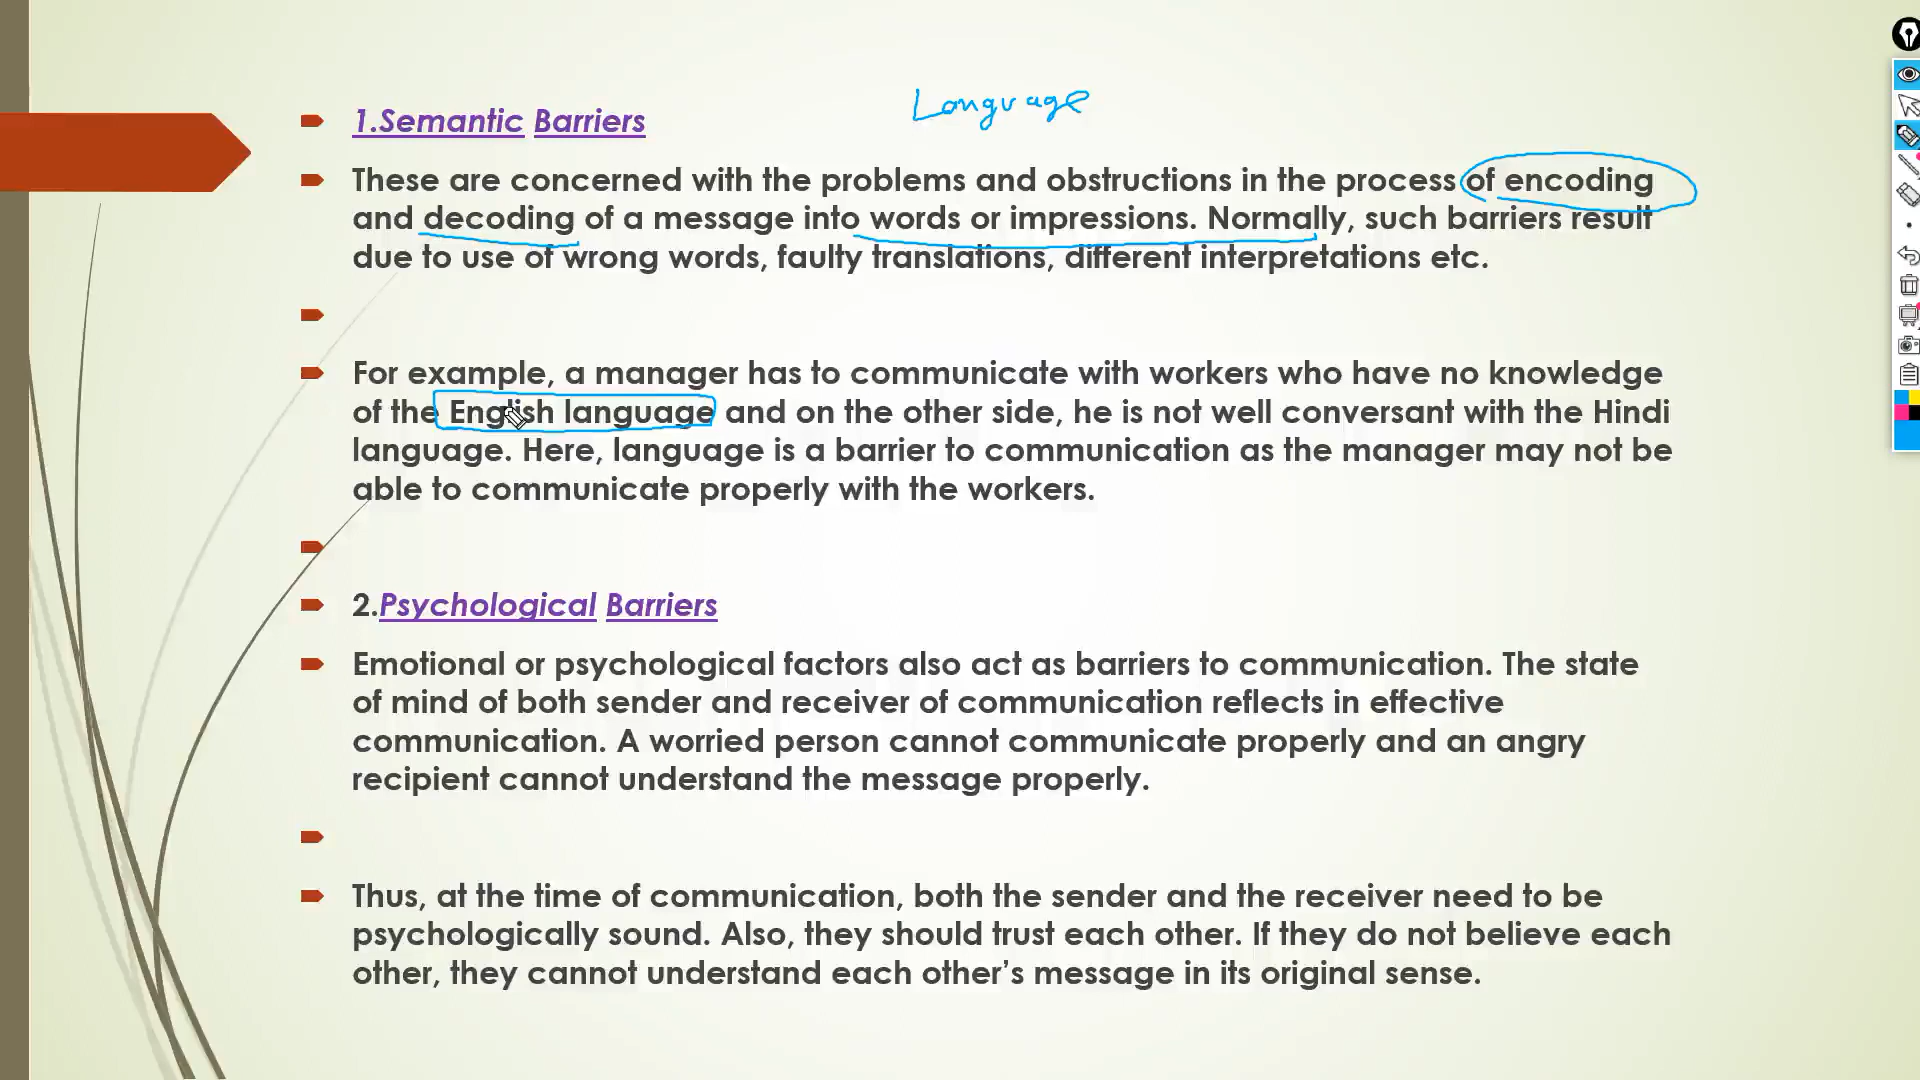 Language
1.Semantic Barriers
These are concerned with the problems and obstructions in the process of encoding
and decoding of a message into words or impressions. Normally, such barriers result
due to use of wrong words, faulty translations, different interpretations etc.
For example, a manager has to communicate with workers who have no knowledge
of the English language and on the other side, he is not well conversant with the Hindi
language. Here, language is a barrier to communication as the manager may not be
able to communicate properly with the workers.
2.Psychological Barriers
Emotional or psychological factors also act as barriers to communication. The state
of mind of both sender and receiver of communication reflects in effective
communication. A worried person cannot communicate properly and an angry
recipient cannot understand the message properly.
Thus, at the time of communication, both the sender and the receiver need to be
psychologically sound. Also, they should trust each other. If they do not believe each
other, they cannot understand each other’s message in its original sense.